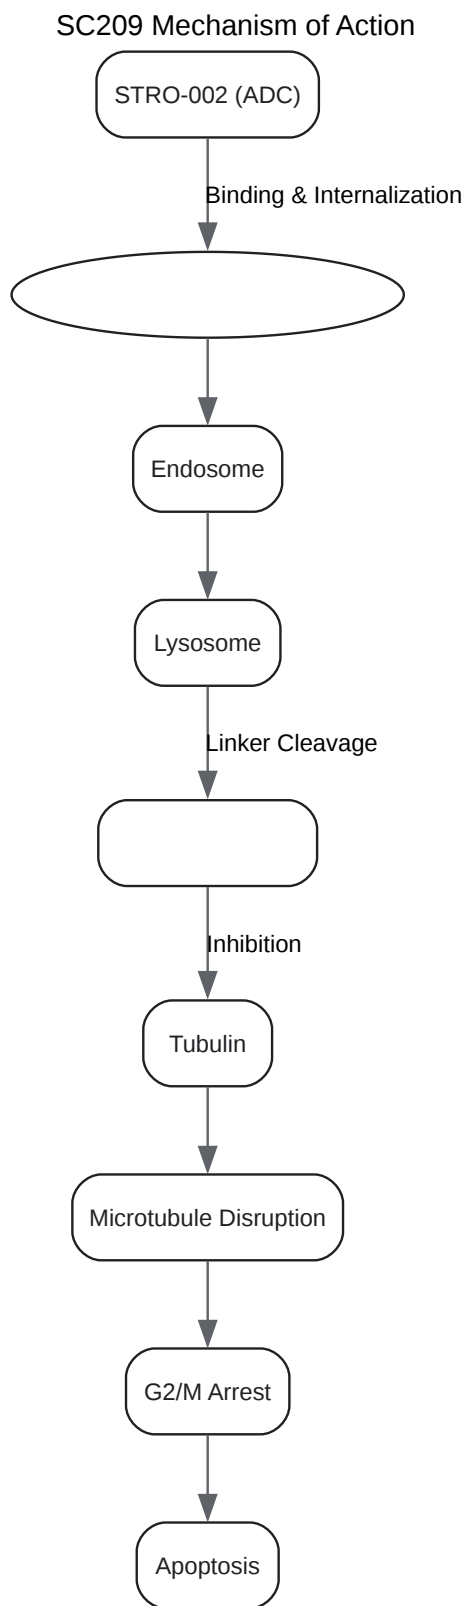 SC209 Mechanism of Action
STRO-002 (ADC)
Binding & Internalization
Endosome
Lysosome
Linker Cleavage
Inhibition
Tubulin
Microtubule Disruption
G2/M Arrest
Apoptosis